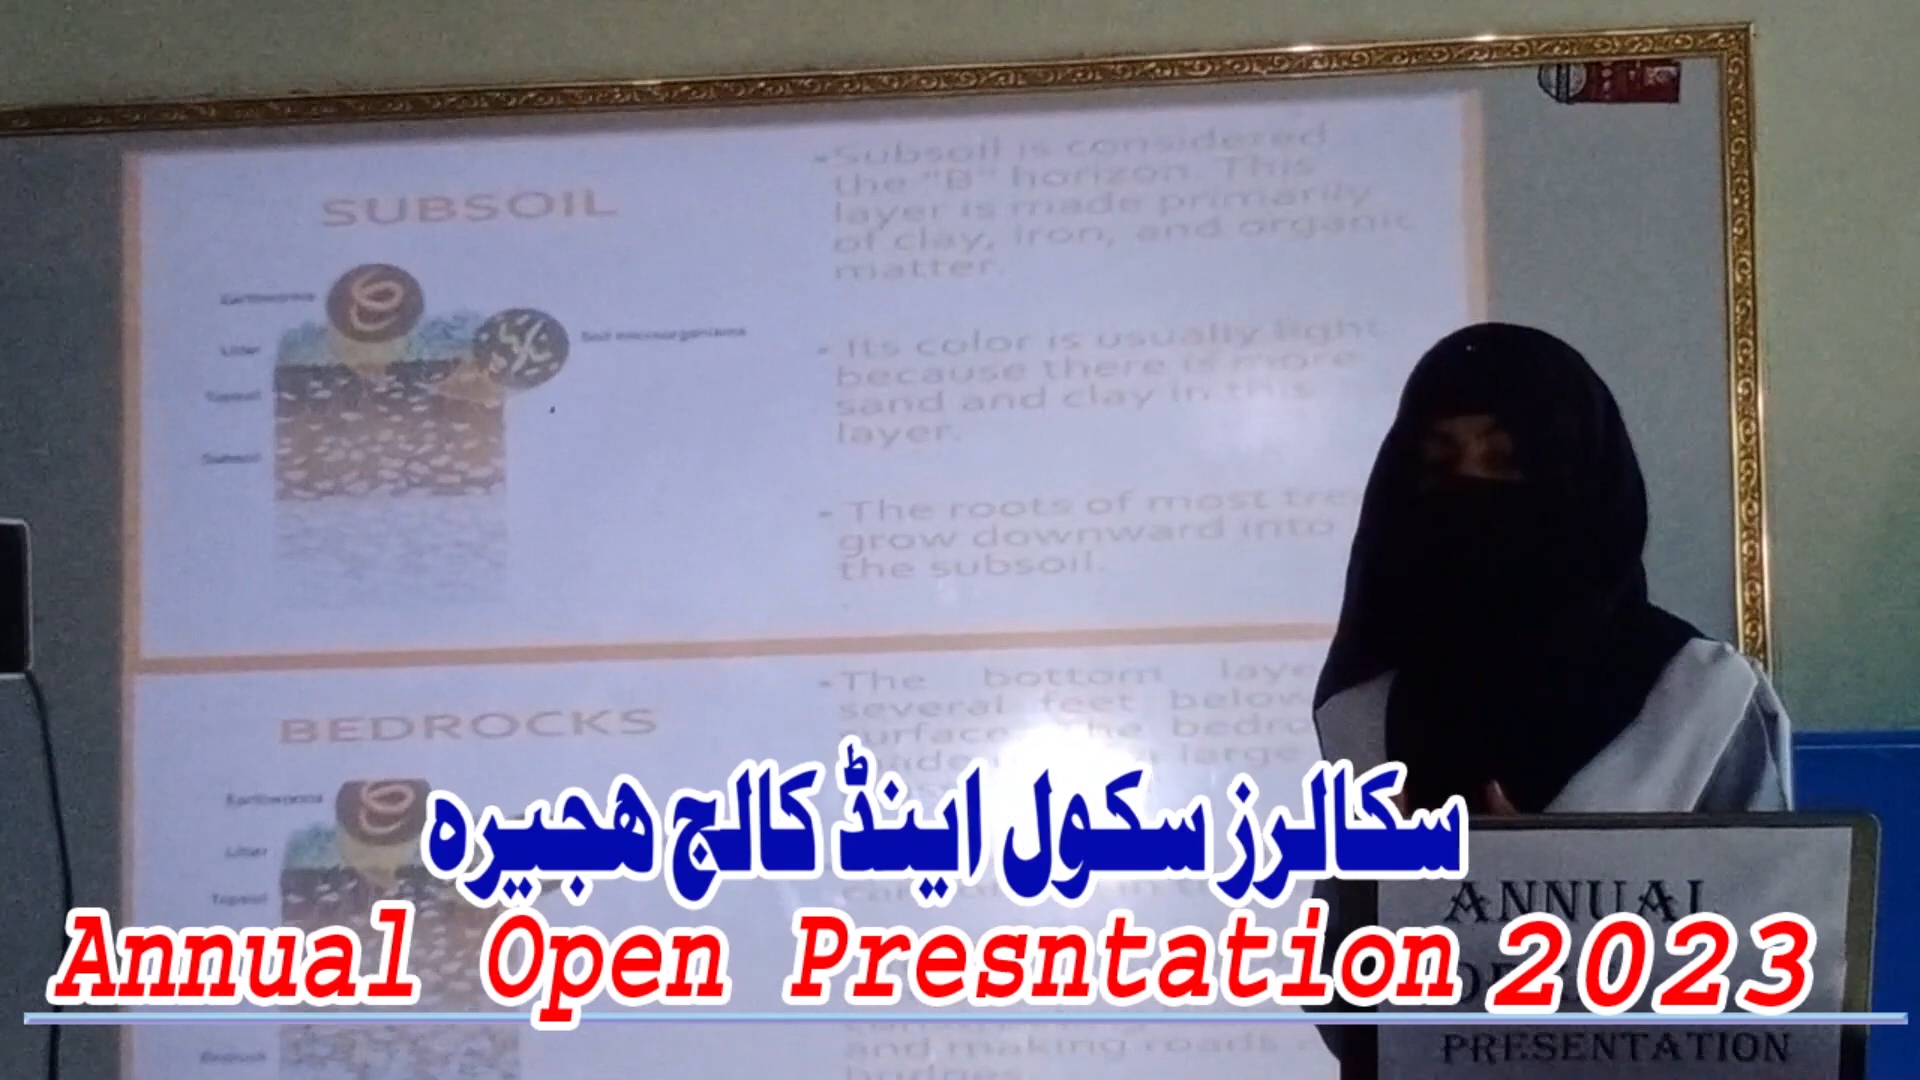 SUBSOIL
Earthworms
Litter
Soil microorganisms
Topsoil
Subsoil
-Subsoil is considered
the "B" horizon. This
layer is made primarily
of clay, iron, and organic
matter.
- Its color is usually light
because there is more
sand and clay in this
layer.
- The roots of most
grow downward into
the subsoil.
BEDROCKS
Earthworms
Litter
Topsoil
Bedrock
-The bottom
several feet below
large
and making roads
سکالرز سکول اینڈ کالج ھجیرہ
Annual Open Presntation 2023
ANNUAL
PRESENTATION